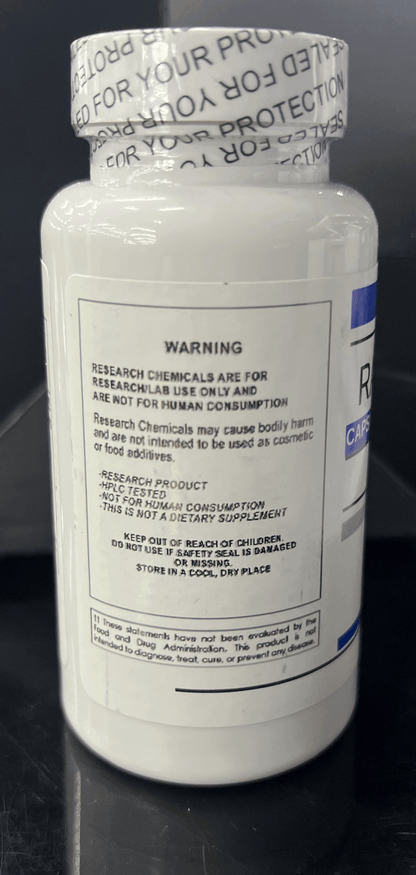 SEALED FOR YOUR PROTECTION
WARNING
RESEARCH CHEMICALS ARE FOR
RESEARCH/LAB USE ONLY AND
ARE NOT FOR HUMAN CONSUMPTION
Research Chemicals may cause bodily harm
and are not intended to be used as cosmetic
or food additives.
-RESEARCH PRODUCT
-HPLC TESTED
-NOT FOR HUMAN CONSUMPTION
-THIS IS NOT A DIETARY SUPPLEMENT
KEEP OUT OF REACH OF CHILDREN.
DO NOT USE IF SAFETY SEAL IS DAMAGED
OR MISSING.
STORE IN A COOL, DRY PLACE
†† These statements have not been evaluated by the
Food and Drug Administration. This product is not
intended to diagnose, treat, cure, or prevent any disease.
R
CAPS